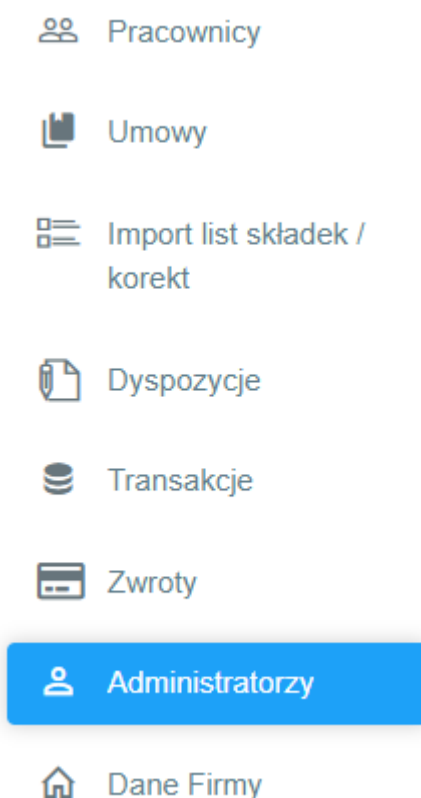 Pracownicy
Umowy
Import list składek /
korekt
Dyspozycje
Transakcje
Zwroty
Administratorzy
Dane Firmy